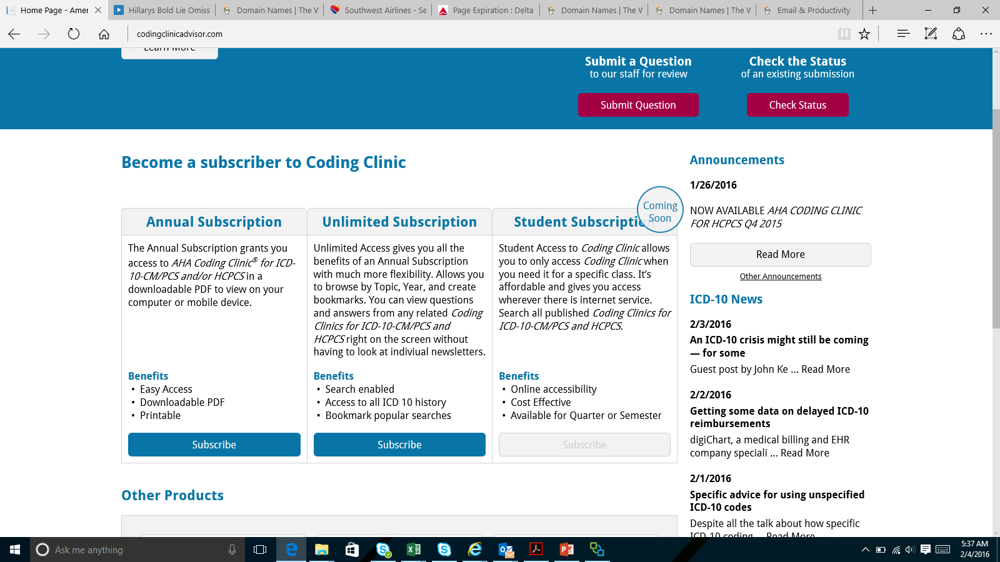 Home Page - Amer
Hillarys Bold Lie Omiss
Domain Names | The V
Southwest Airlines - Se
Page Expiration : Delta
Domain Names | The V
Domain Names | The V
Email & Productivity
codingclinicadvisor.com
Learn More
Submit a Question
to our staff for review
Submit Question
Check the Status
of an existing submission
Check Status
Become a subscriber to Coding Clinic
Annual Subscription
The Annual Subscription grants you
access to AHA Coding Clinic® for ICD-
10-CM/PCS and/or HCPCS in a
downloadable PDF to view on your
computer or mobile device.
Benefits
• Easy Access
• Downloadable PDF
• Printable
Subscribe
Unlimited Subscription
Unlimited Access gives you all the
benefits of an Annual Subscription
with much more flexibility. Allows you
to browse by Topic, Year, and create
bookmarks. You can view questions
and answers from any related Coding
Clinics for ICD-10-CM/PCS and
HCPCS right on the screen without
having to look at indiviual newsletters.
Benefits
• Search enabled
• Access to all ICD 10 history
• Bookmark popular searches
Subscribe
Coming
Soon
Student Subscription
Student Access to Coding Clinic allows
you to only access Coding Clinic when
you need it for a specific class. It's
affordable and gives you access
wherever there is internet service.
Search all published Coding Clinics for
ICD-10-CM/PCS and HCPCS.
Benefits
• Online accessibility
• Cost Effective
• Available for Quarter or Semester
Subscribe
Other Products
Announcements
1/26/2016
NOW AVAILABLE AHA CODING CLINIC
FOR HCPCS Q4 2015
Read More
Other Announcements
ICD-10 News
2/3/2016
An ICD-10 crisis might still be coming
— for some
Guest post by John Ke ... Read More
2/2/2016
Getting some data on delayed ICD-10
reimbursements
digiChart, a medical billing and EHR
company speciali ... Read More
2/1/2016
Specific advice for using unspecified
ICD-10 codes
Despite all the talk about how specific
ICD-10 coding ... Read More
Ask me anything
5:37 AM
2/4/2016